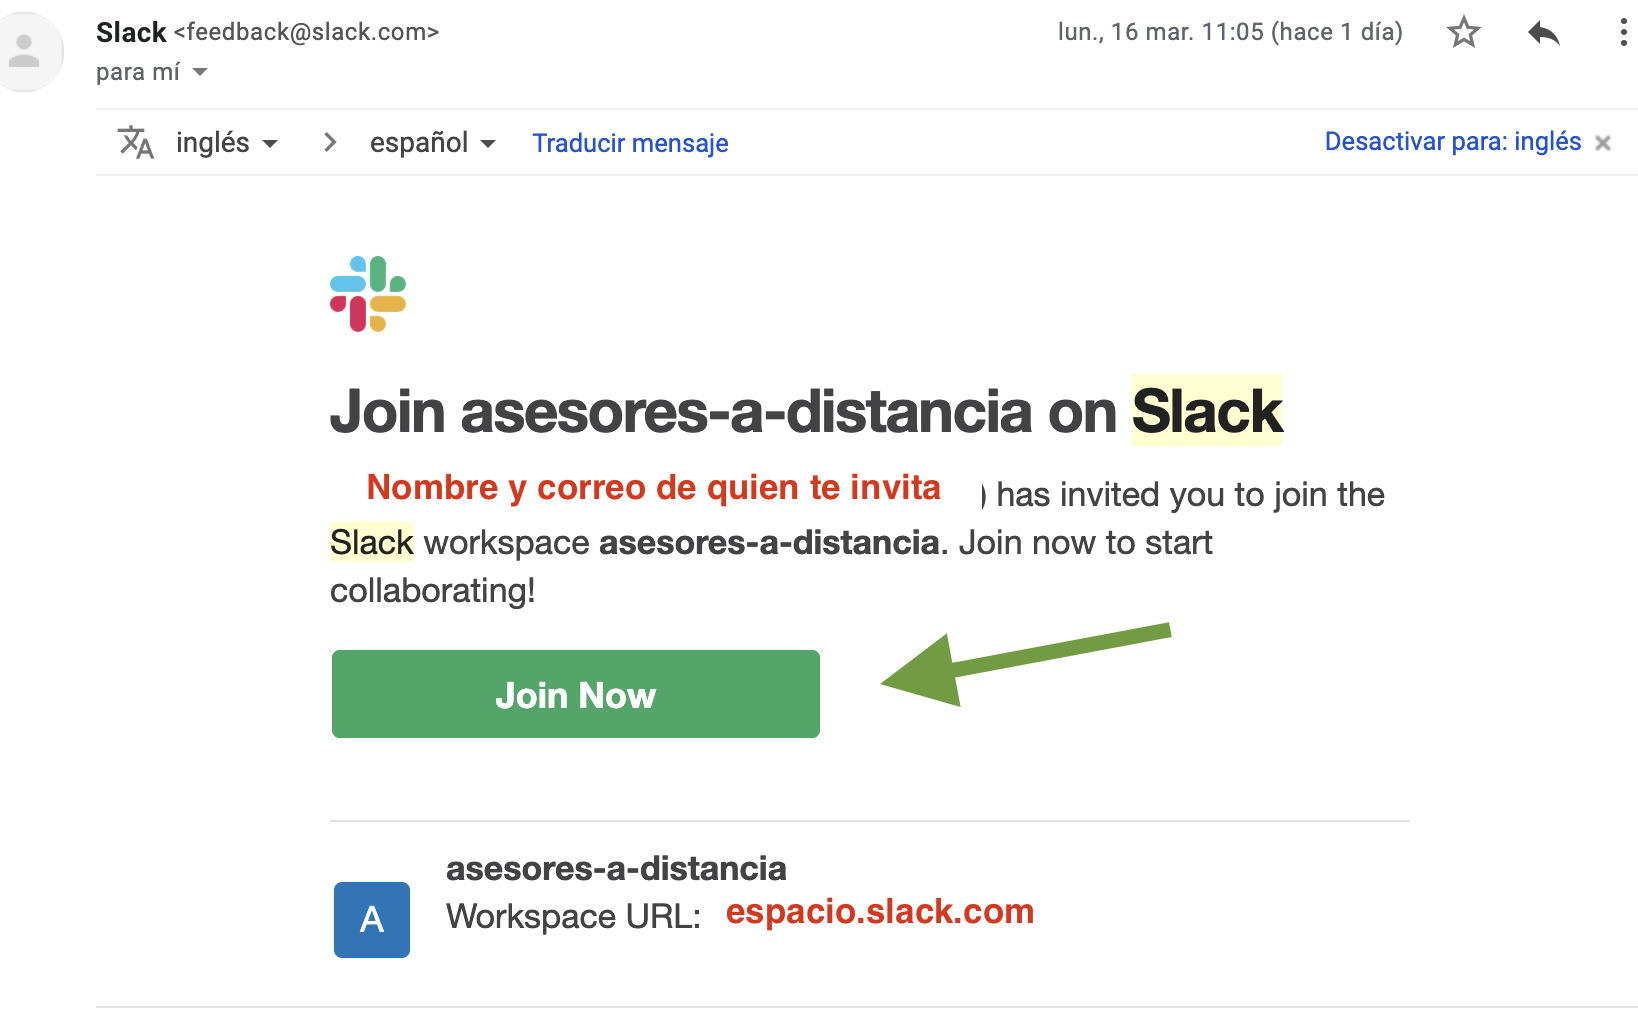 Slack <feedback@slack.com>
lun., 16 mar. 11:05 (hace 1 día)
para mí
inglés > español Traducir mensaje
Desactivar para: inglés ×
Join asesores-a-distancia on Slack
Nombre y correo de quien te invita ) has invited you to join the
Slack workspace asesores-a-distancia. Join now to start
collaborating!
Join Now
asesores-a-distancia
A
Workspace URL: espacio.slack.com